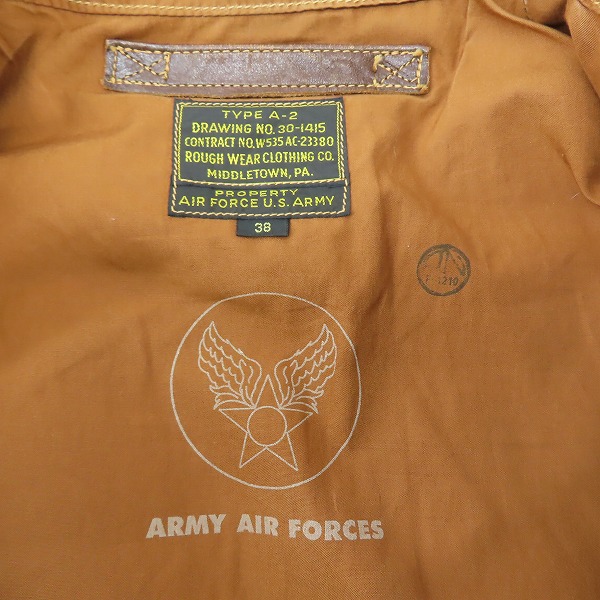 TYPE A-2
DRAWING NO. 30-1415
CONTRACT NO. W535 AC-23380
ROUGH WEAR CLOTHING CO.
MIDDLETOWN, PA.
PROPERTY
AIR FORCE U.S. ARMY
38
ARMY AIR FORCES